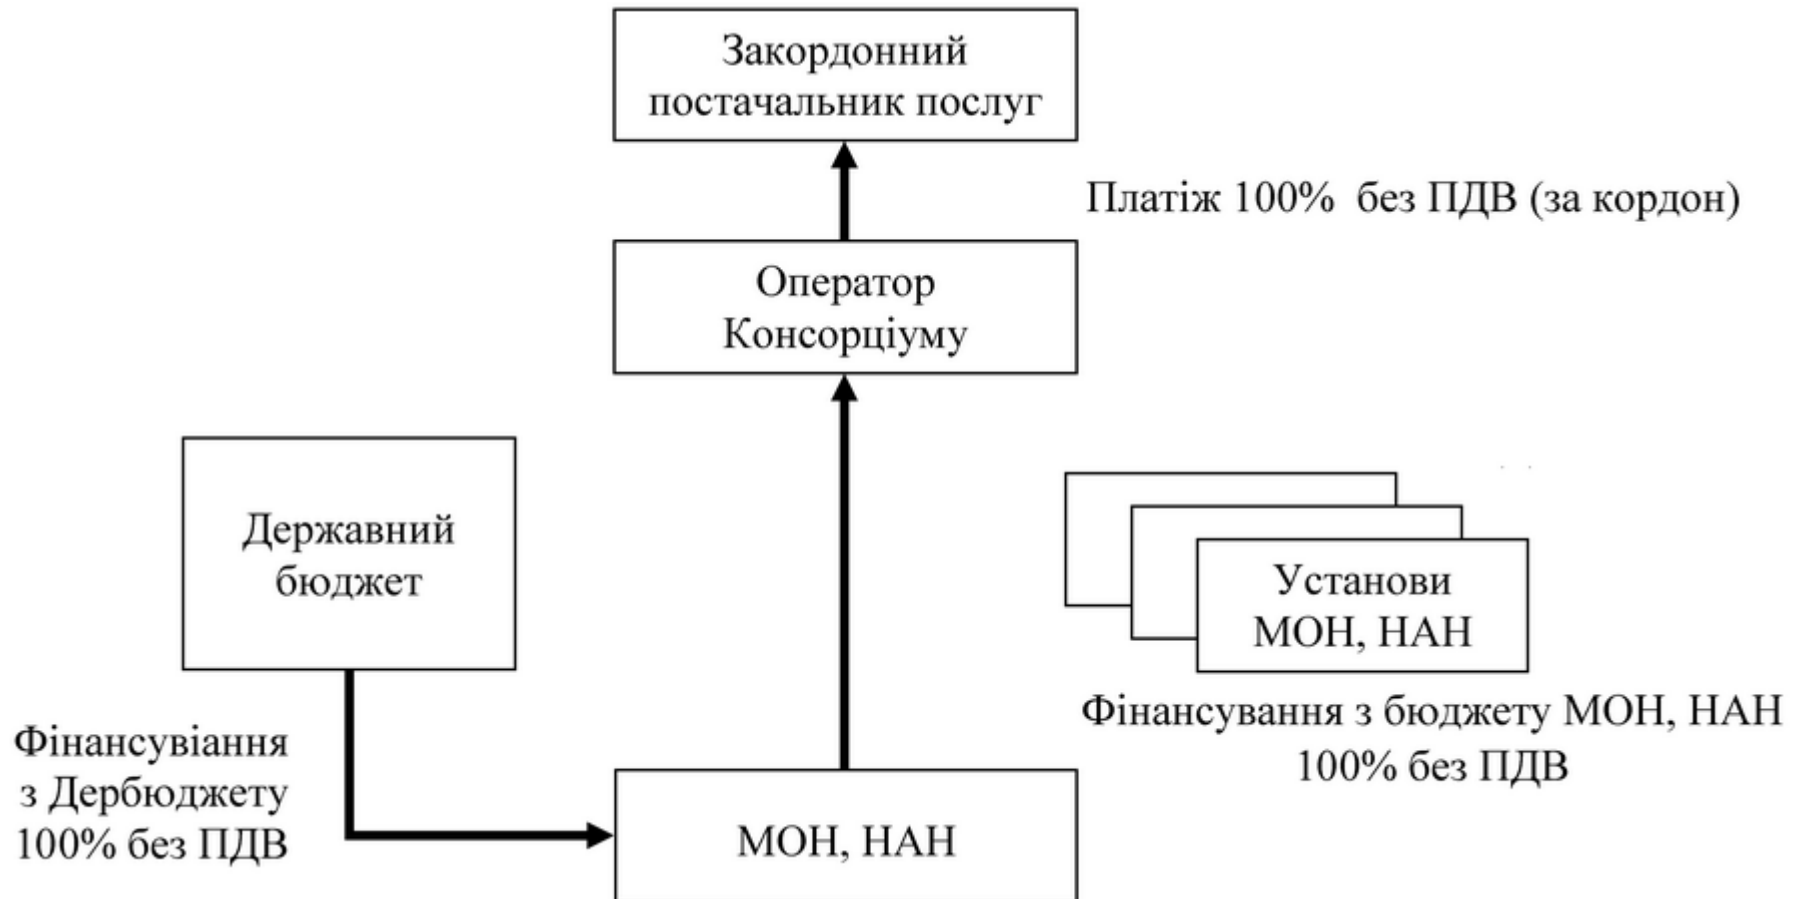 Закордонний
постачальник послуг
Платіж 100% без ПДВ (за кордон)
Оператор
Консорціуму
Державний
бюджет
Установи
МОН, НАН
Фінансування з бюджету МОН, НАН
100% без ПДВ
Фінансувіання
з Дербюджету
100% без ПДВ
МОН, НАН